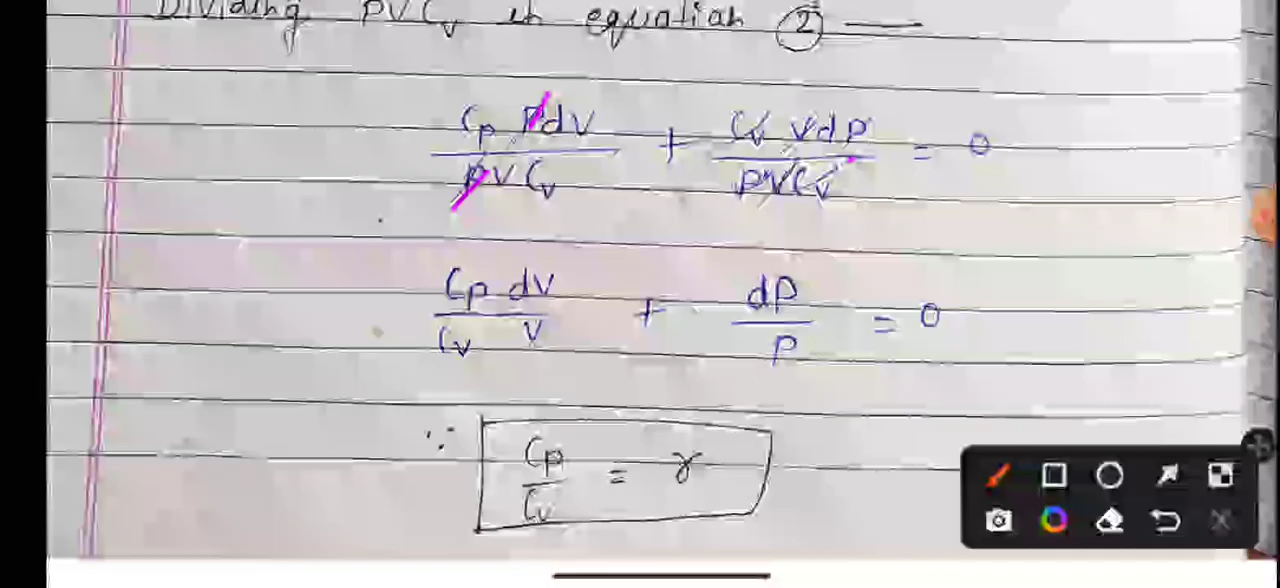 Dividing PVCv in equation ② —
Cp PdV / PVCv + Cv VdP / PVCv = 0
Cp dV / Cv V + dP / P = 0
∵ Cp / Cv = γ